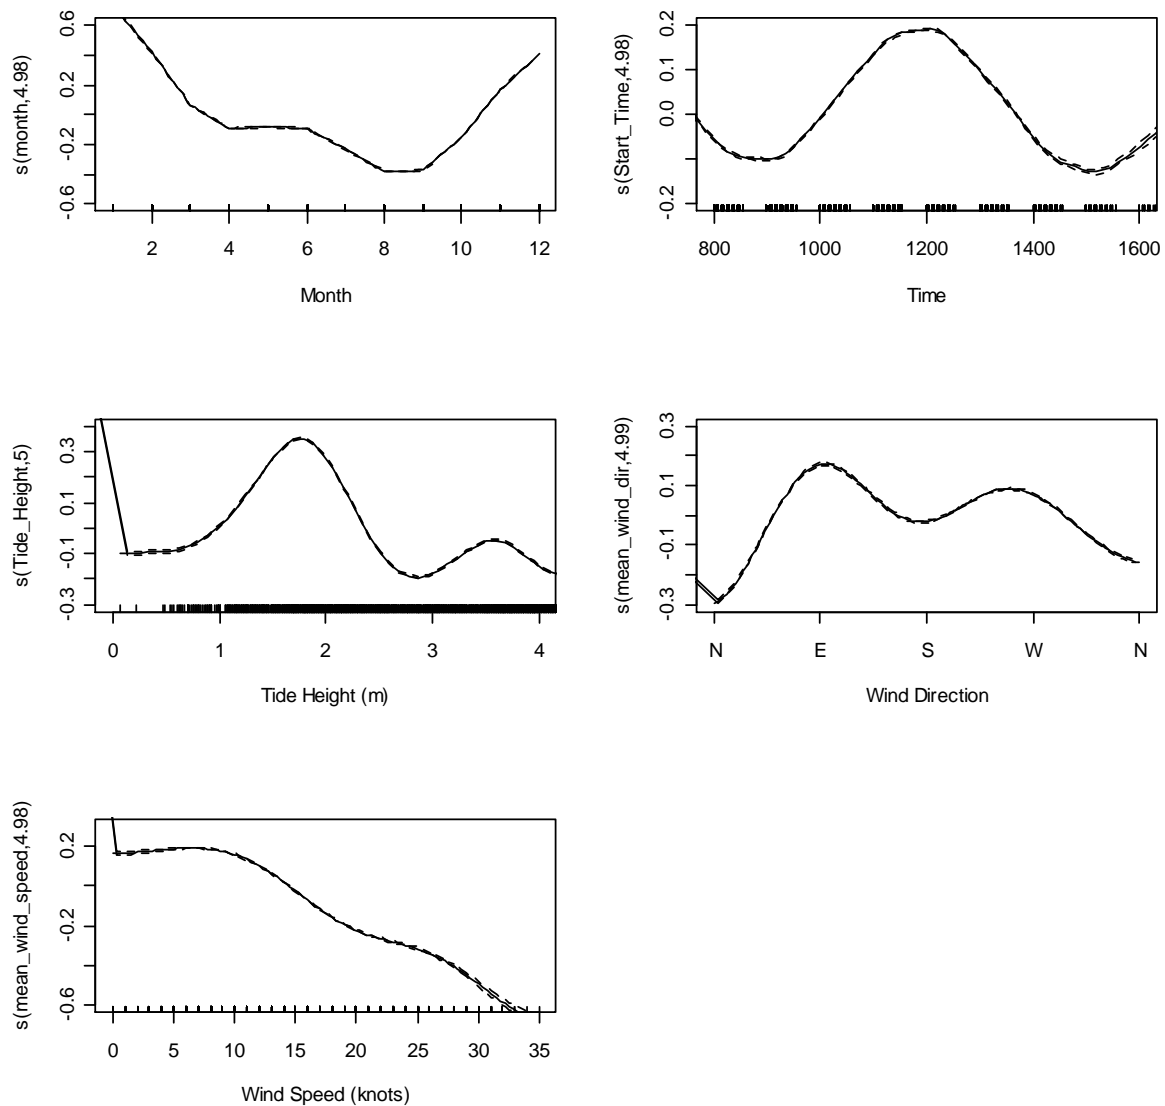 s(month,4.98)
0.6
0.2
-0.2
-0.6
2 4 6 8 10 12
Month
s(Start_Time,4.98)
0.2
0.1
0.0
-0.2
800 1000 1200 1400 1600
Time
s(Tide_Height,5)
0.3
0.1
-0.1
-0.3
0 1 2 3 4
Tide Height (m)
s(mean_wind_dir,4.99)
0.3
0.1
-0.1
-0.3
N E S W N
Wind Direction
s(mean_wind_speed,4.98)
0.2
-0.2
-0.6
0 5 10 15 20 25 30 35
Wind Speed (knots)